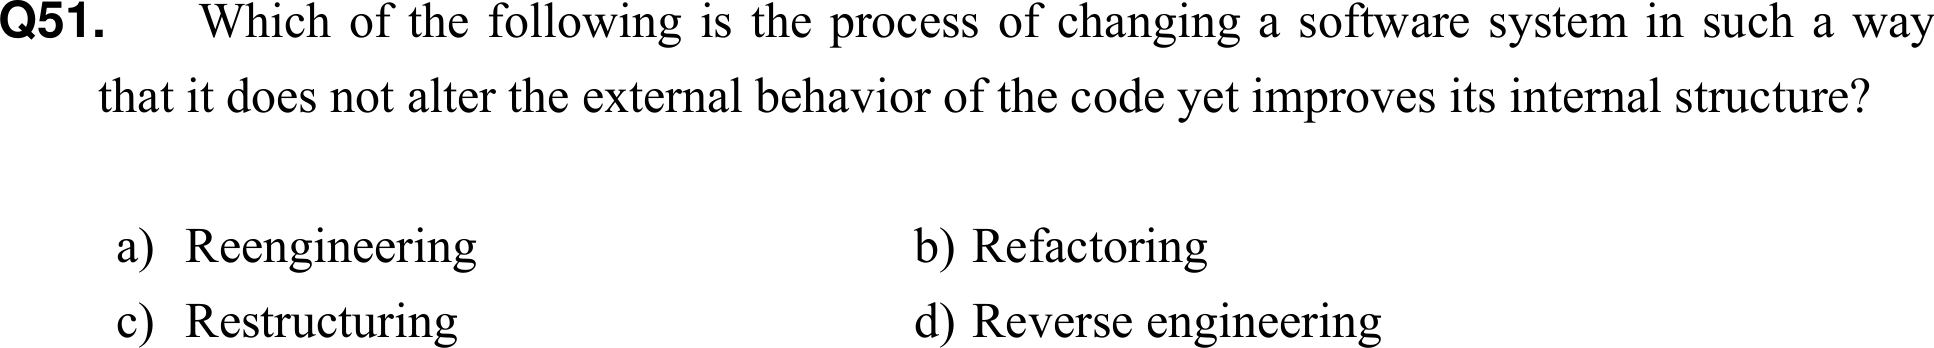 Q51. Which of the following is the process of changing a software system in such a way
that it does not alter the external behavior of the code yet improves its internal structure?
a) Reengineering b) Refactoring
c) Restructuring d) Reverse engineering